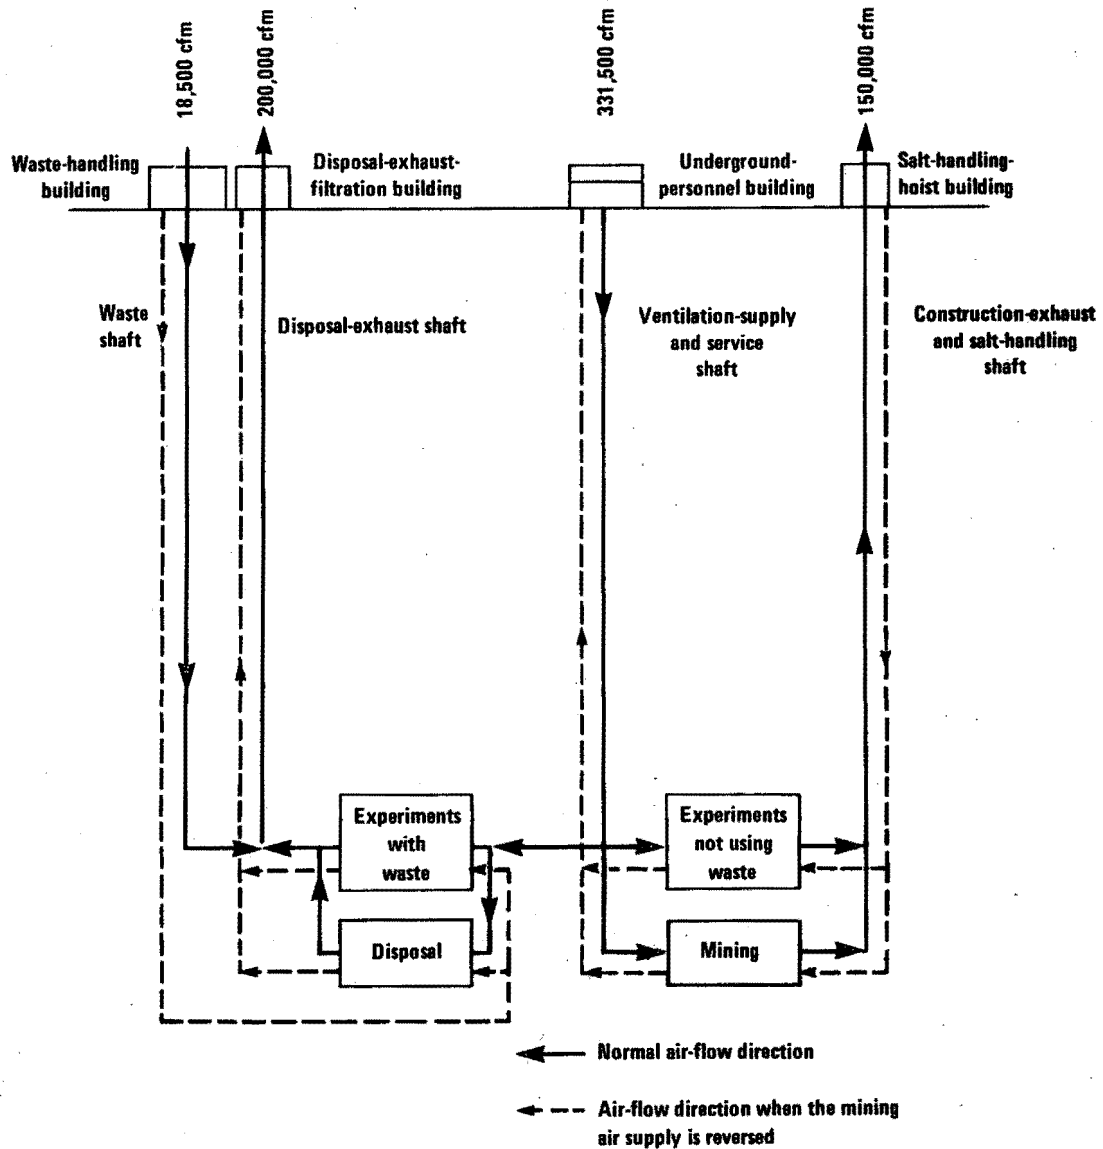 18,500 cfm
200,000 cfm
331,500 cfm
150,000 cfm
Waste-handling
building
Disposal-exhaust-
filtration building
Underground-
personnel building
Salt-handling-
hoist building
Waste
shaft
Disposal-exhaust shaft
Ventilation-supply
and service
shaft
Construction-exhaust
and salt-handling
shaft
Experiments
with
waste
Experiments
not using
waste
Disposal
Mining
Normal air-flow direction
Air-flow direction when the mining
air supply is reversed